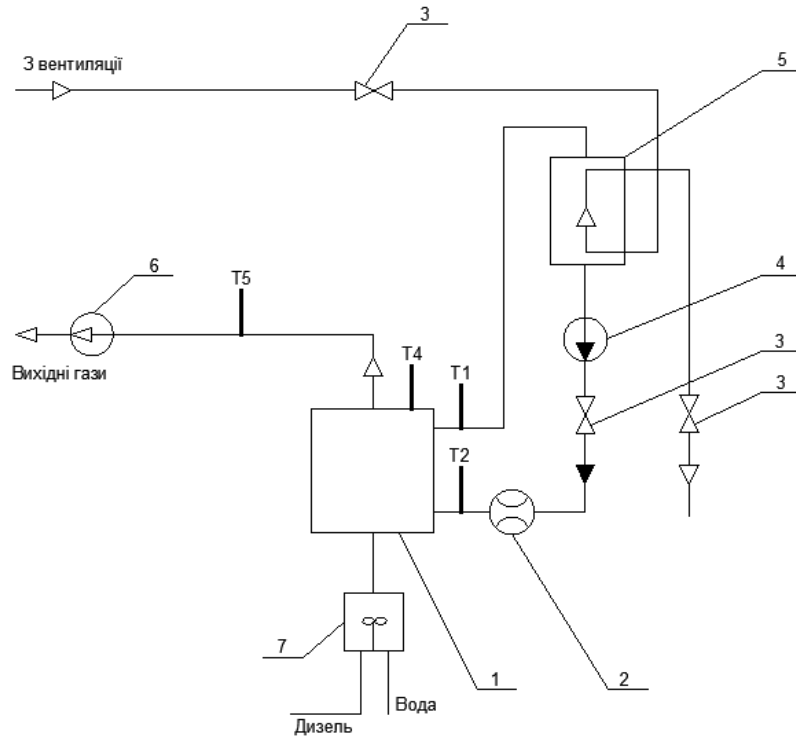 3
З вентиляції
5
6
T5
4
T4
T1
3
3
Вихідні гази
T2
7
1
2
Вода
Дизель